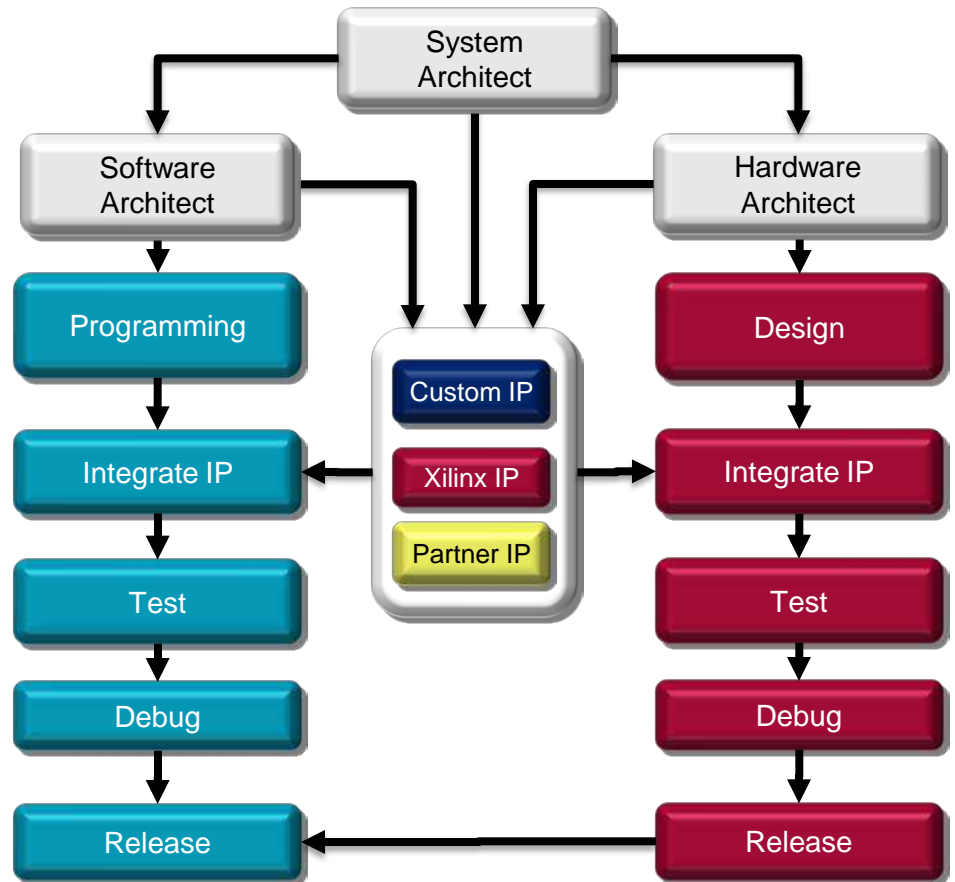 System
Architect
Software
Architect
Hardware
Architect
Programming
Design
Custom IP
Integrate IP
Xilinx IP
Integrate IP
Partner IP
Test
Test
Debug
Debug
Release
Release